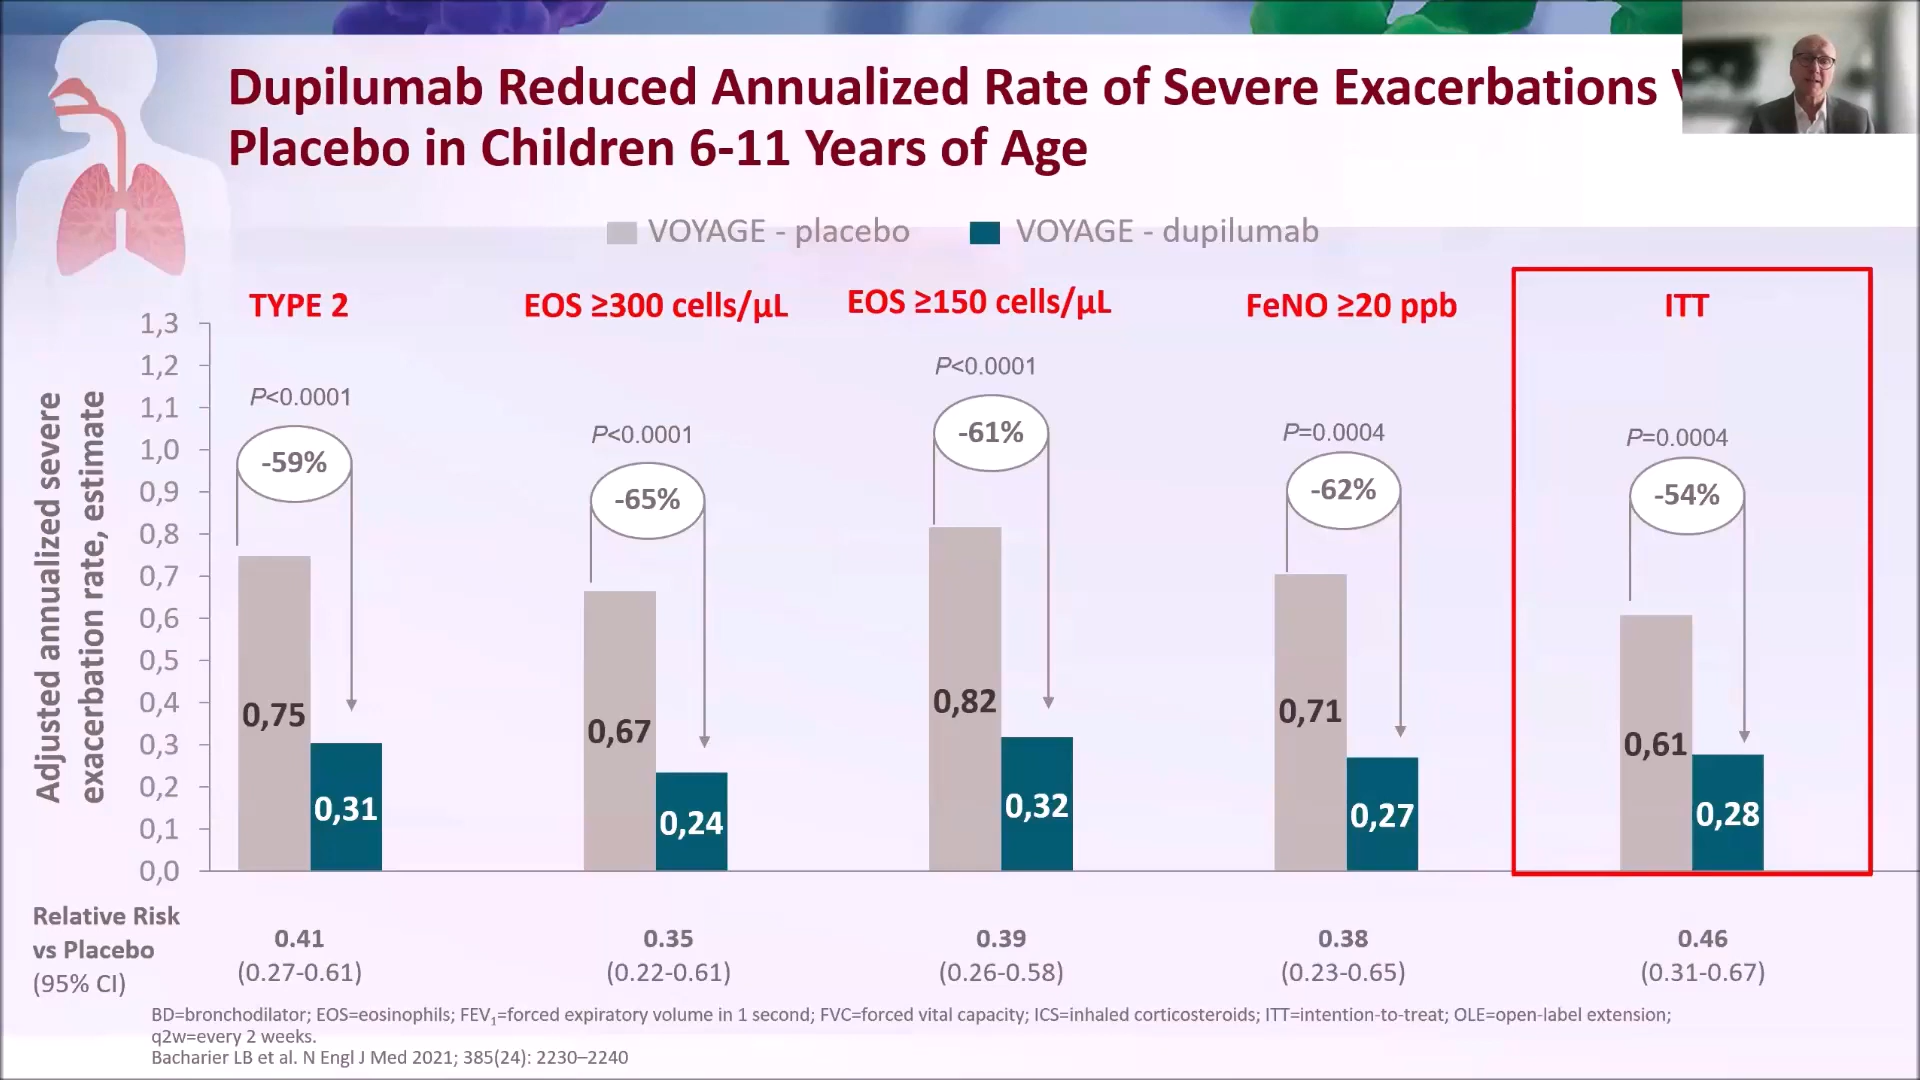 Dupilumab Reduced Annualized Rate of Severe Exacerbations
Placebo in Children 6-11 Years of Age
VOYAGE - placebo VOYAGE - dupilumab
TYPE 2 EOS ≥300 cells/μL EOS ≥150 cells/μL FeNO ≥20 ppb ITT
Adjusted annualized severe
exacerbation rate, estimate
1,3
1,2
1,1
1,0
0,9
0,8
0,7
0,6
0,5
0,4
0,3
0,2
0,1
0,0
P<0.0001 P<0.0001 P<0.0001 P=0.0004 P=0.0004
-59% -65% -61% -62% -54%
0,75 0,31 0,67 0,24 0,82 0,32 0,71 0,27 0,61 0,28
Relative Risk
vs Placebo
(95% CI)
0.41 0.35 0.39 0.38 0.46
(0.27-0.61) (0.22-0.61) (0.26-0.58) (0.23-0.65) (0.31-0.67)
BD=bronchodilator; EOS=eosinophils; FEV₁=forced expiratory volume in 1 second; FVC=forced vital capacity; ICS=inhaled corticosteroids; ITT=intention-to-treat; OLE=open-label extension;
q2w=every 2 weeks.
Bacharier LB et al. N Engl J Med 2021; 385(24): 2230–2240